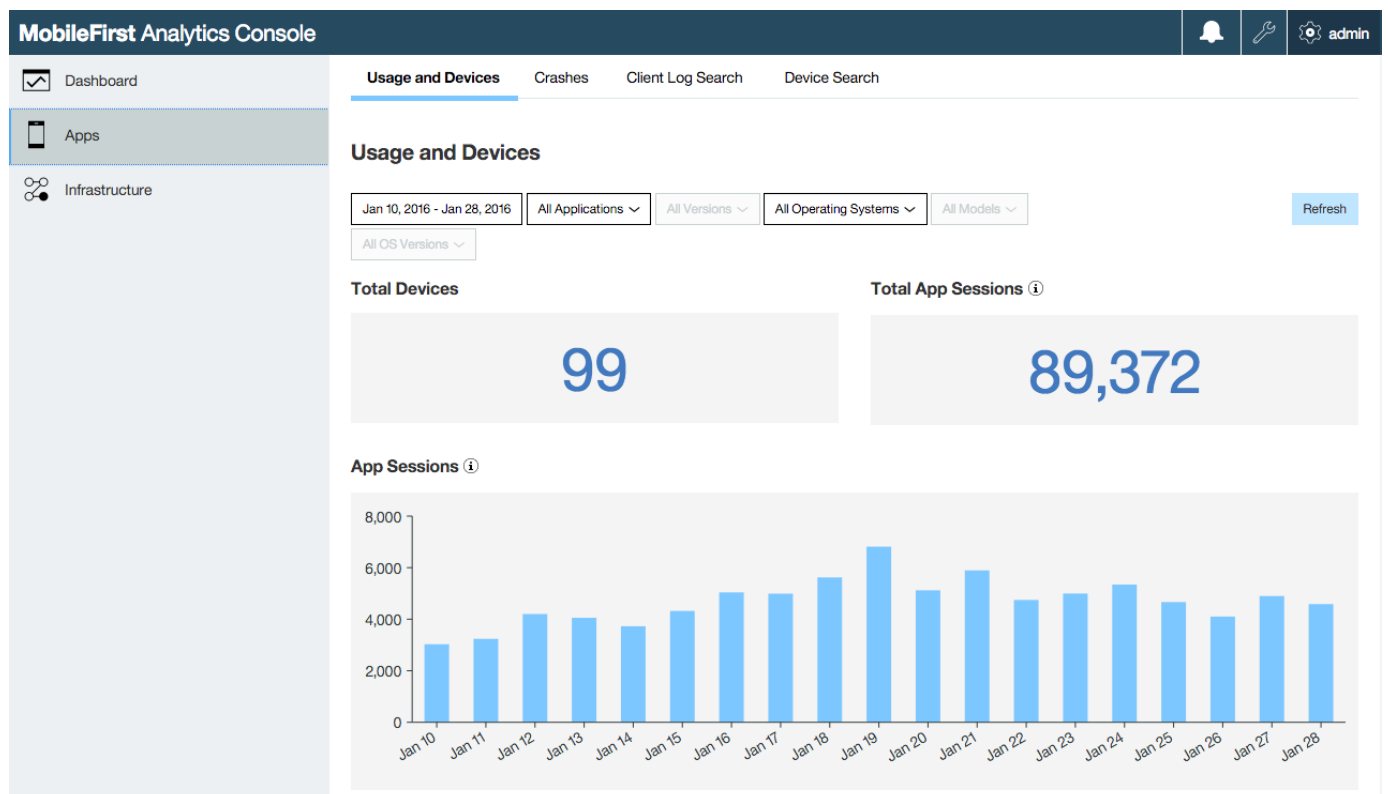 MobileFirst Analytics Console
admin
Dashboard
Apps
Infrastructure
Usage and Devices Crashes Client Log Search Device Search
Usage and Devices
Jan 10, 2016 - Jan 28, 2016 All Applications All Versions All Operating Systems All Models Refresh
All OS Versions
Total Devices
99
Total App Sessions
89,372
App Sessions
8,000
6,000
4,000
2,000
0
Jan 10 Jan 11 Jan 12 Jan 13 Jan 14 Jan 15 Jan 16 Jan 17 Jan 18 Jan 19 Jan 20 Jan 21 Jan 22 Jan 23 Jan 24 Jan 25 Jan 26 Jan 27 Jan 28